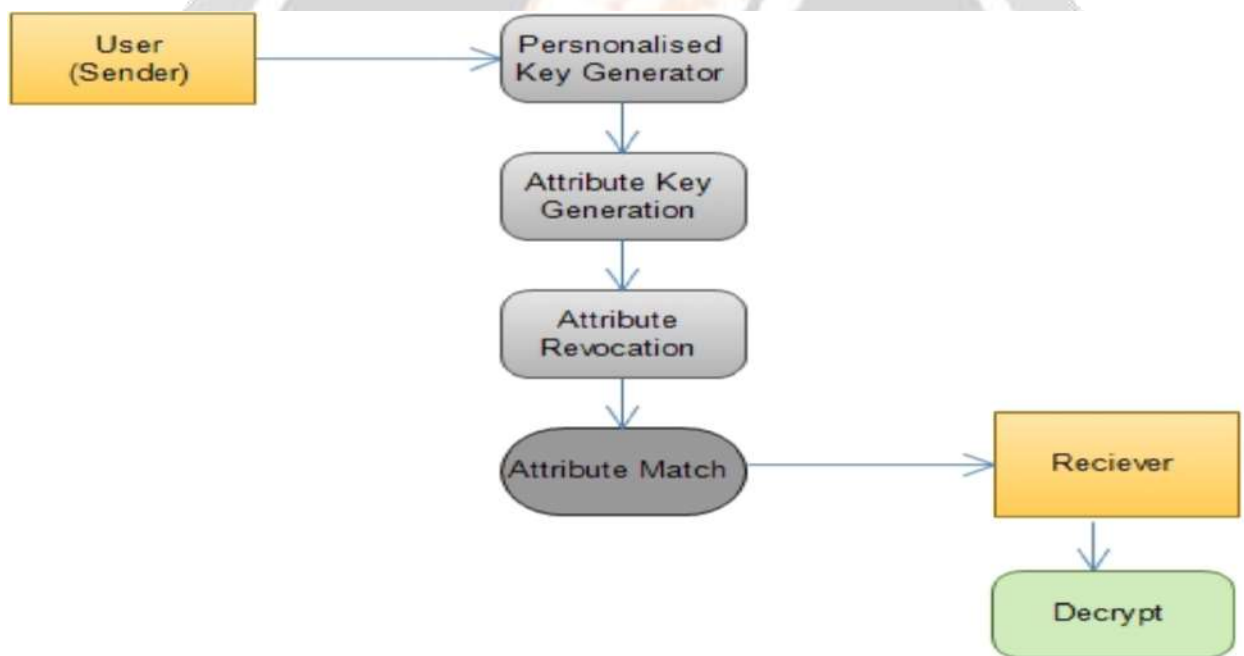 User
(Sender)
Persnonalised
Key Generator
Attribute Key
Generation
Attribute
Revocation
Attribute Match
Reciever
Decrypt